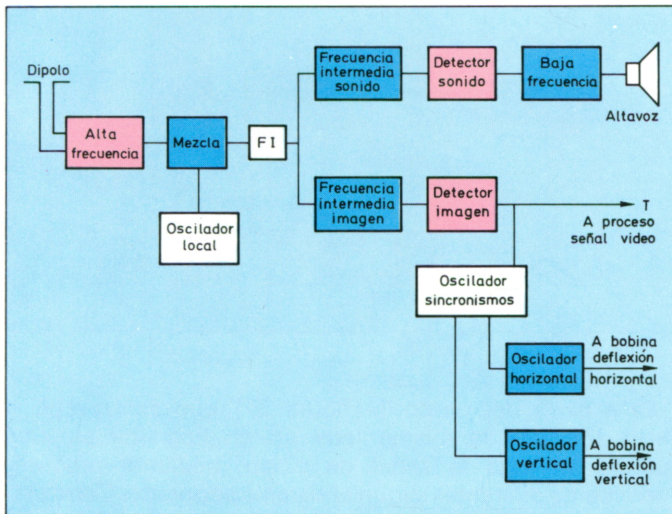 Dipolo
Alta
frecuencia
Mezcla
Oscilador
local
FI
Frecuencia
intermedia
sonido
Detector
sonido
Baja
frecuencia
Altavoz
Frecuencia
intermedia
imagen
Detector
imagen
T
A proceso
señal video
Oscilador
sincronismos
Oscilador
horizontal
A bobina
deflexión
horizontal
Oscilador
vertical
A bobina
deflexión
vertical